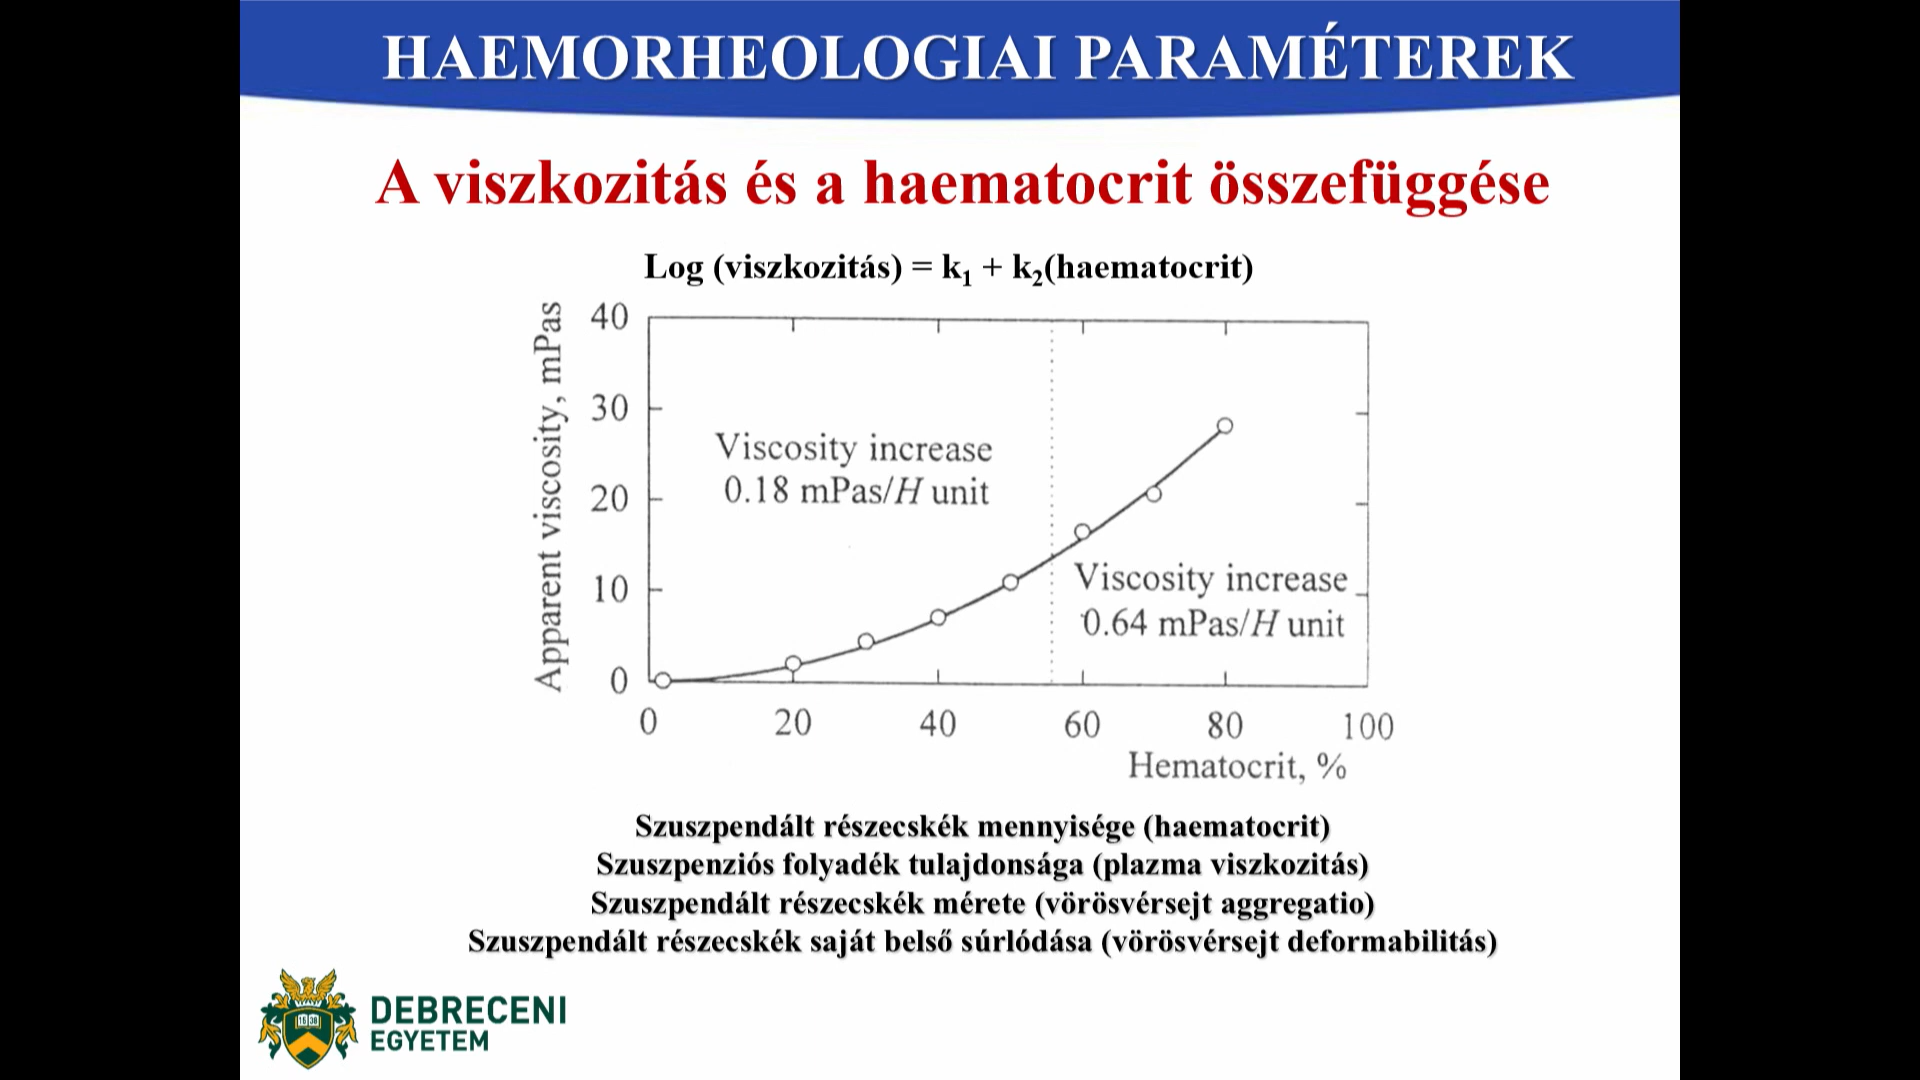 HAEMORHEOLOGIAI PARAMÉTEREK
A viszkozitás és a haematocrit összefüggése
Log (viszkozitás) = k₁ + k₂(haematocrit)
Apparent viscosity, mPas
40
30
20
10
0
Viscosity increase
0.18 mPas/H unit
Viscosity increase
0.64 mPas/H unit
0 20 40 60 80 100
Hematocrit, %
Szuszpendált részecskék mennyisége (haematocrit)
Szuszpenziós folyadék tulajdonsága (plazma viszkozitás)
Szuszpendált részecskék mérete (vörösvérsejt aggregatio)
Szuszpendált részecskék saját belső súrlódása (vörösvérsejt deformabilitás)
DEBRECENI
EGYETEM